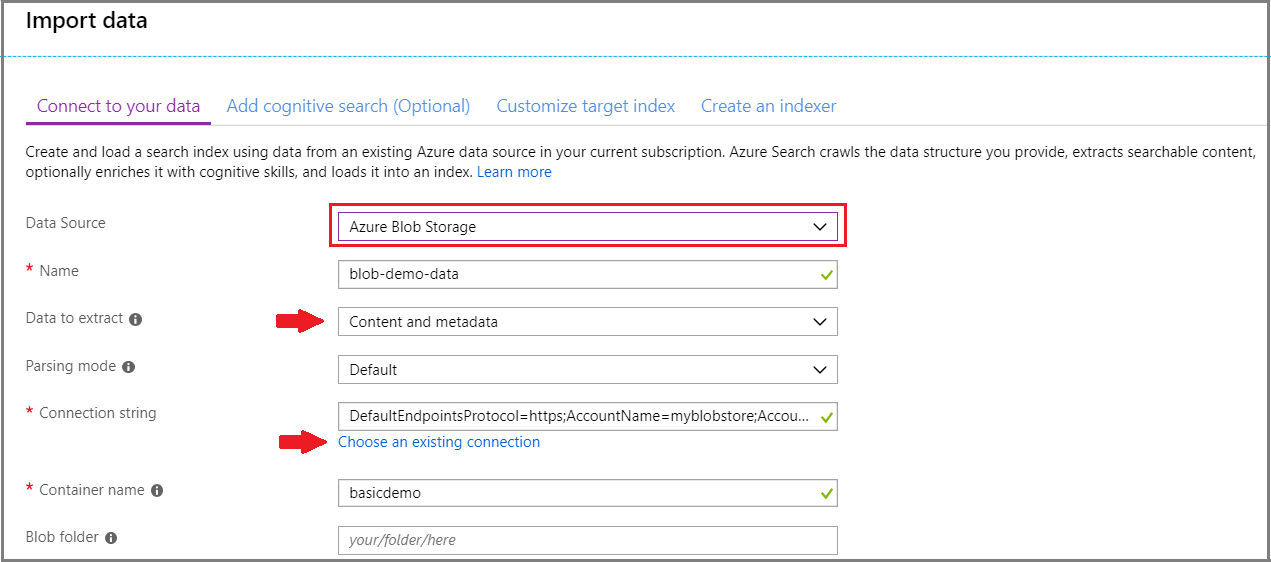 Import data
Connect to your data Add cognitive search (Optional) Customize target index Create an indexer
Create and load a search index using data from an existing Azure data source in your current subscription. Azure Search crawls the data structure you provide, extracts searchable content,
optionally enriches it with cognitive skills, and loads it into an index. Learn more
Data Source Azure Blob Storage
* Name blob-demo-data
Data to extract Content and metadata
Parsing mode Default
* Connection string DefaultEndpointsProtocol=https;AccountName=myblobstore;Accou...
Choose an existing connection
* Container name basicdemo
Blob folder your/folder/here